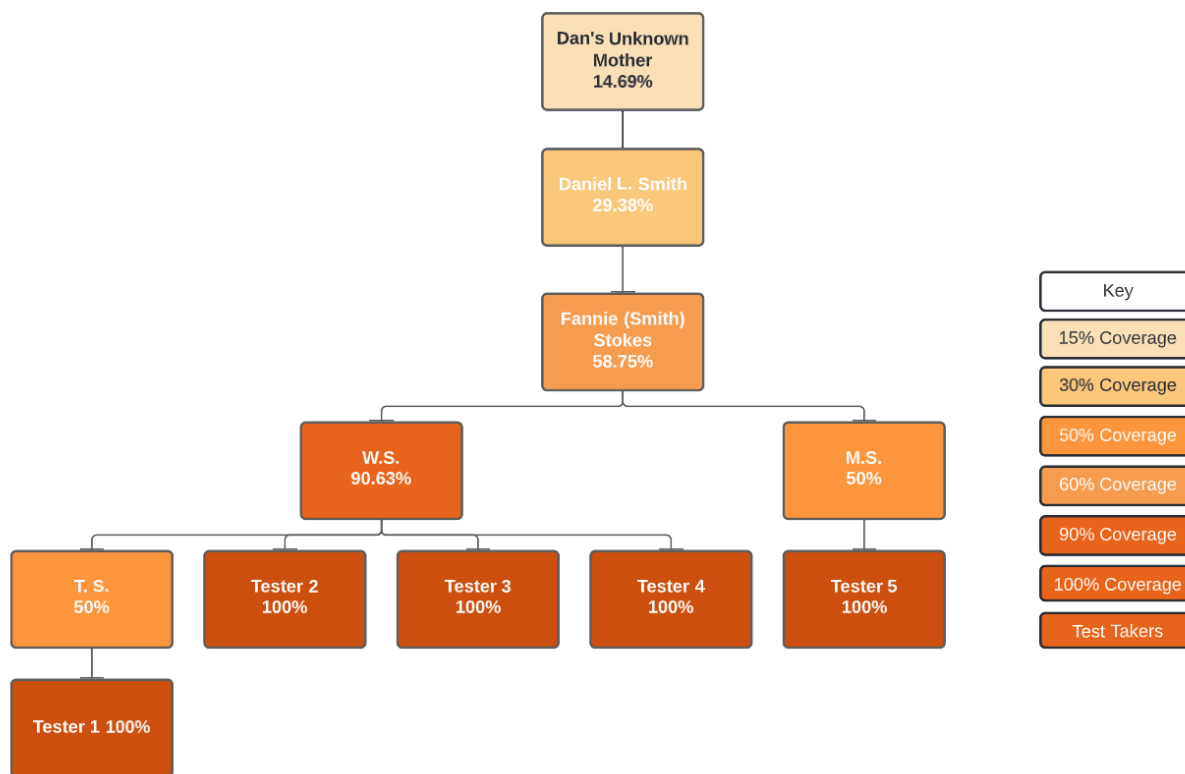 Dan's Unknown
Mother
14.69%
Daniel L. Smith
29.38%
Fannie (Smith)
Stokes
58.75%
W.S.
90.63%
M.S.
50%
T. S.
50%
Tester 2
100%
Tester 3
100%
Tester 4
100%
Tester 5
100%
Tester 1 100%
Key
15% Coverage
30% Coverage
50% Coverage
60% Coverage
90% Coverage
100% Coverage
Test Takers